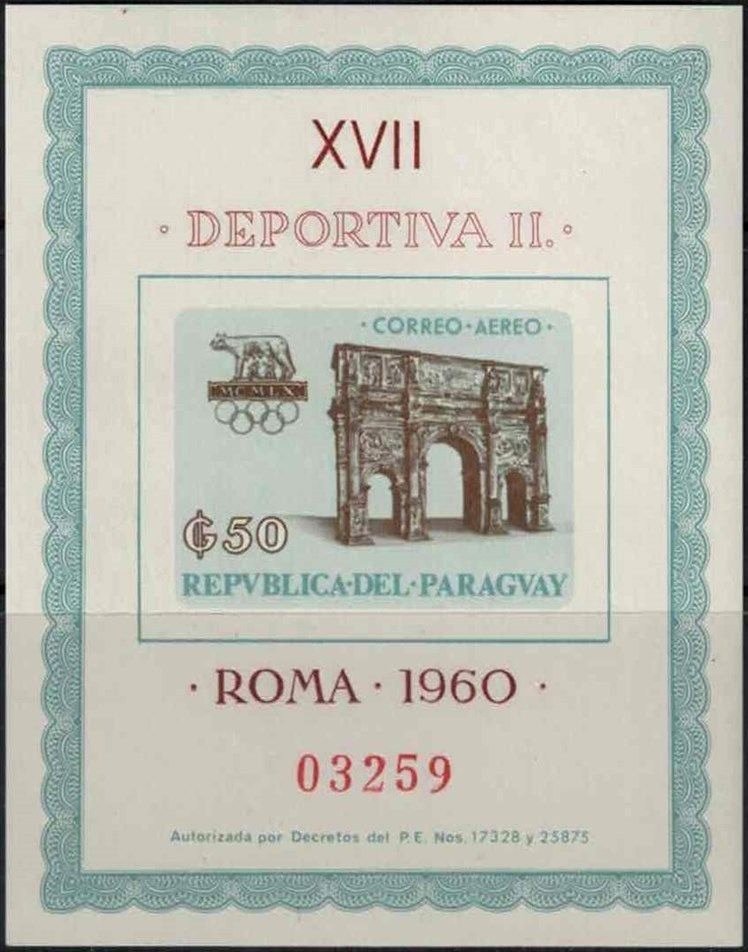 XVII
· DEPORTIVA II. ·
· CORREO · AEREO ·
MCMLX
₲50
REPVBLICA·DEL·PARAGVAY
· ROMA · 1960 ·
03259
Autorizada por Decretos del P.E. Nos. 17328 y 25875